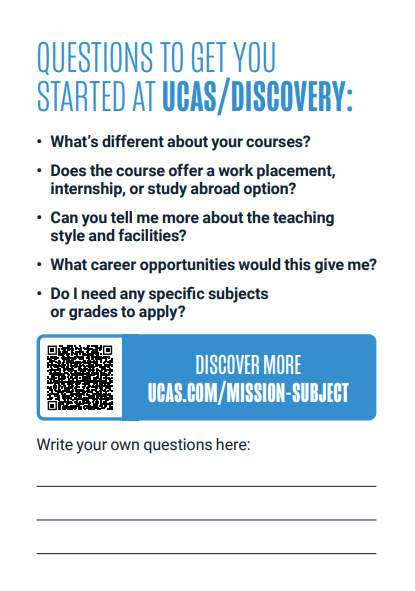 QUESTIONS TO GET YOU
STARTED AT UCAS/DISCOVERY:
• What's different about your courses?
• Does the course offer a work placement,
internship, or study abroad option?
• Can you tell me more about the teaching
style and facilities?
• What career opportunities would this give me?
• Do I need any specific subjects
or grades to apply?
DISCOVER MORE
UCAS.COM/MISSION-SUBJECT
Write your own questions here: